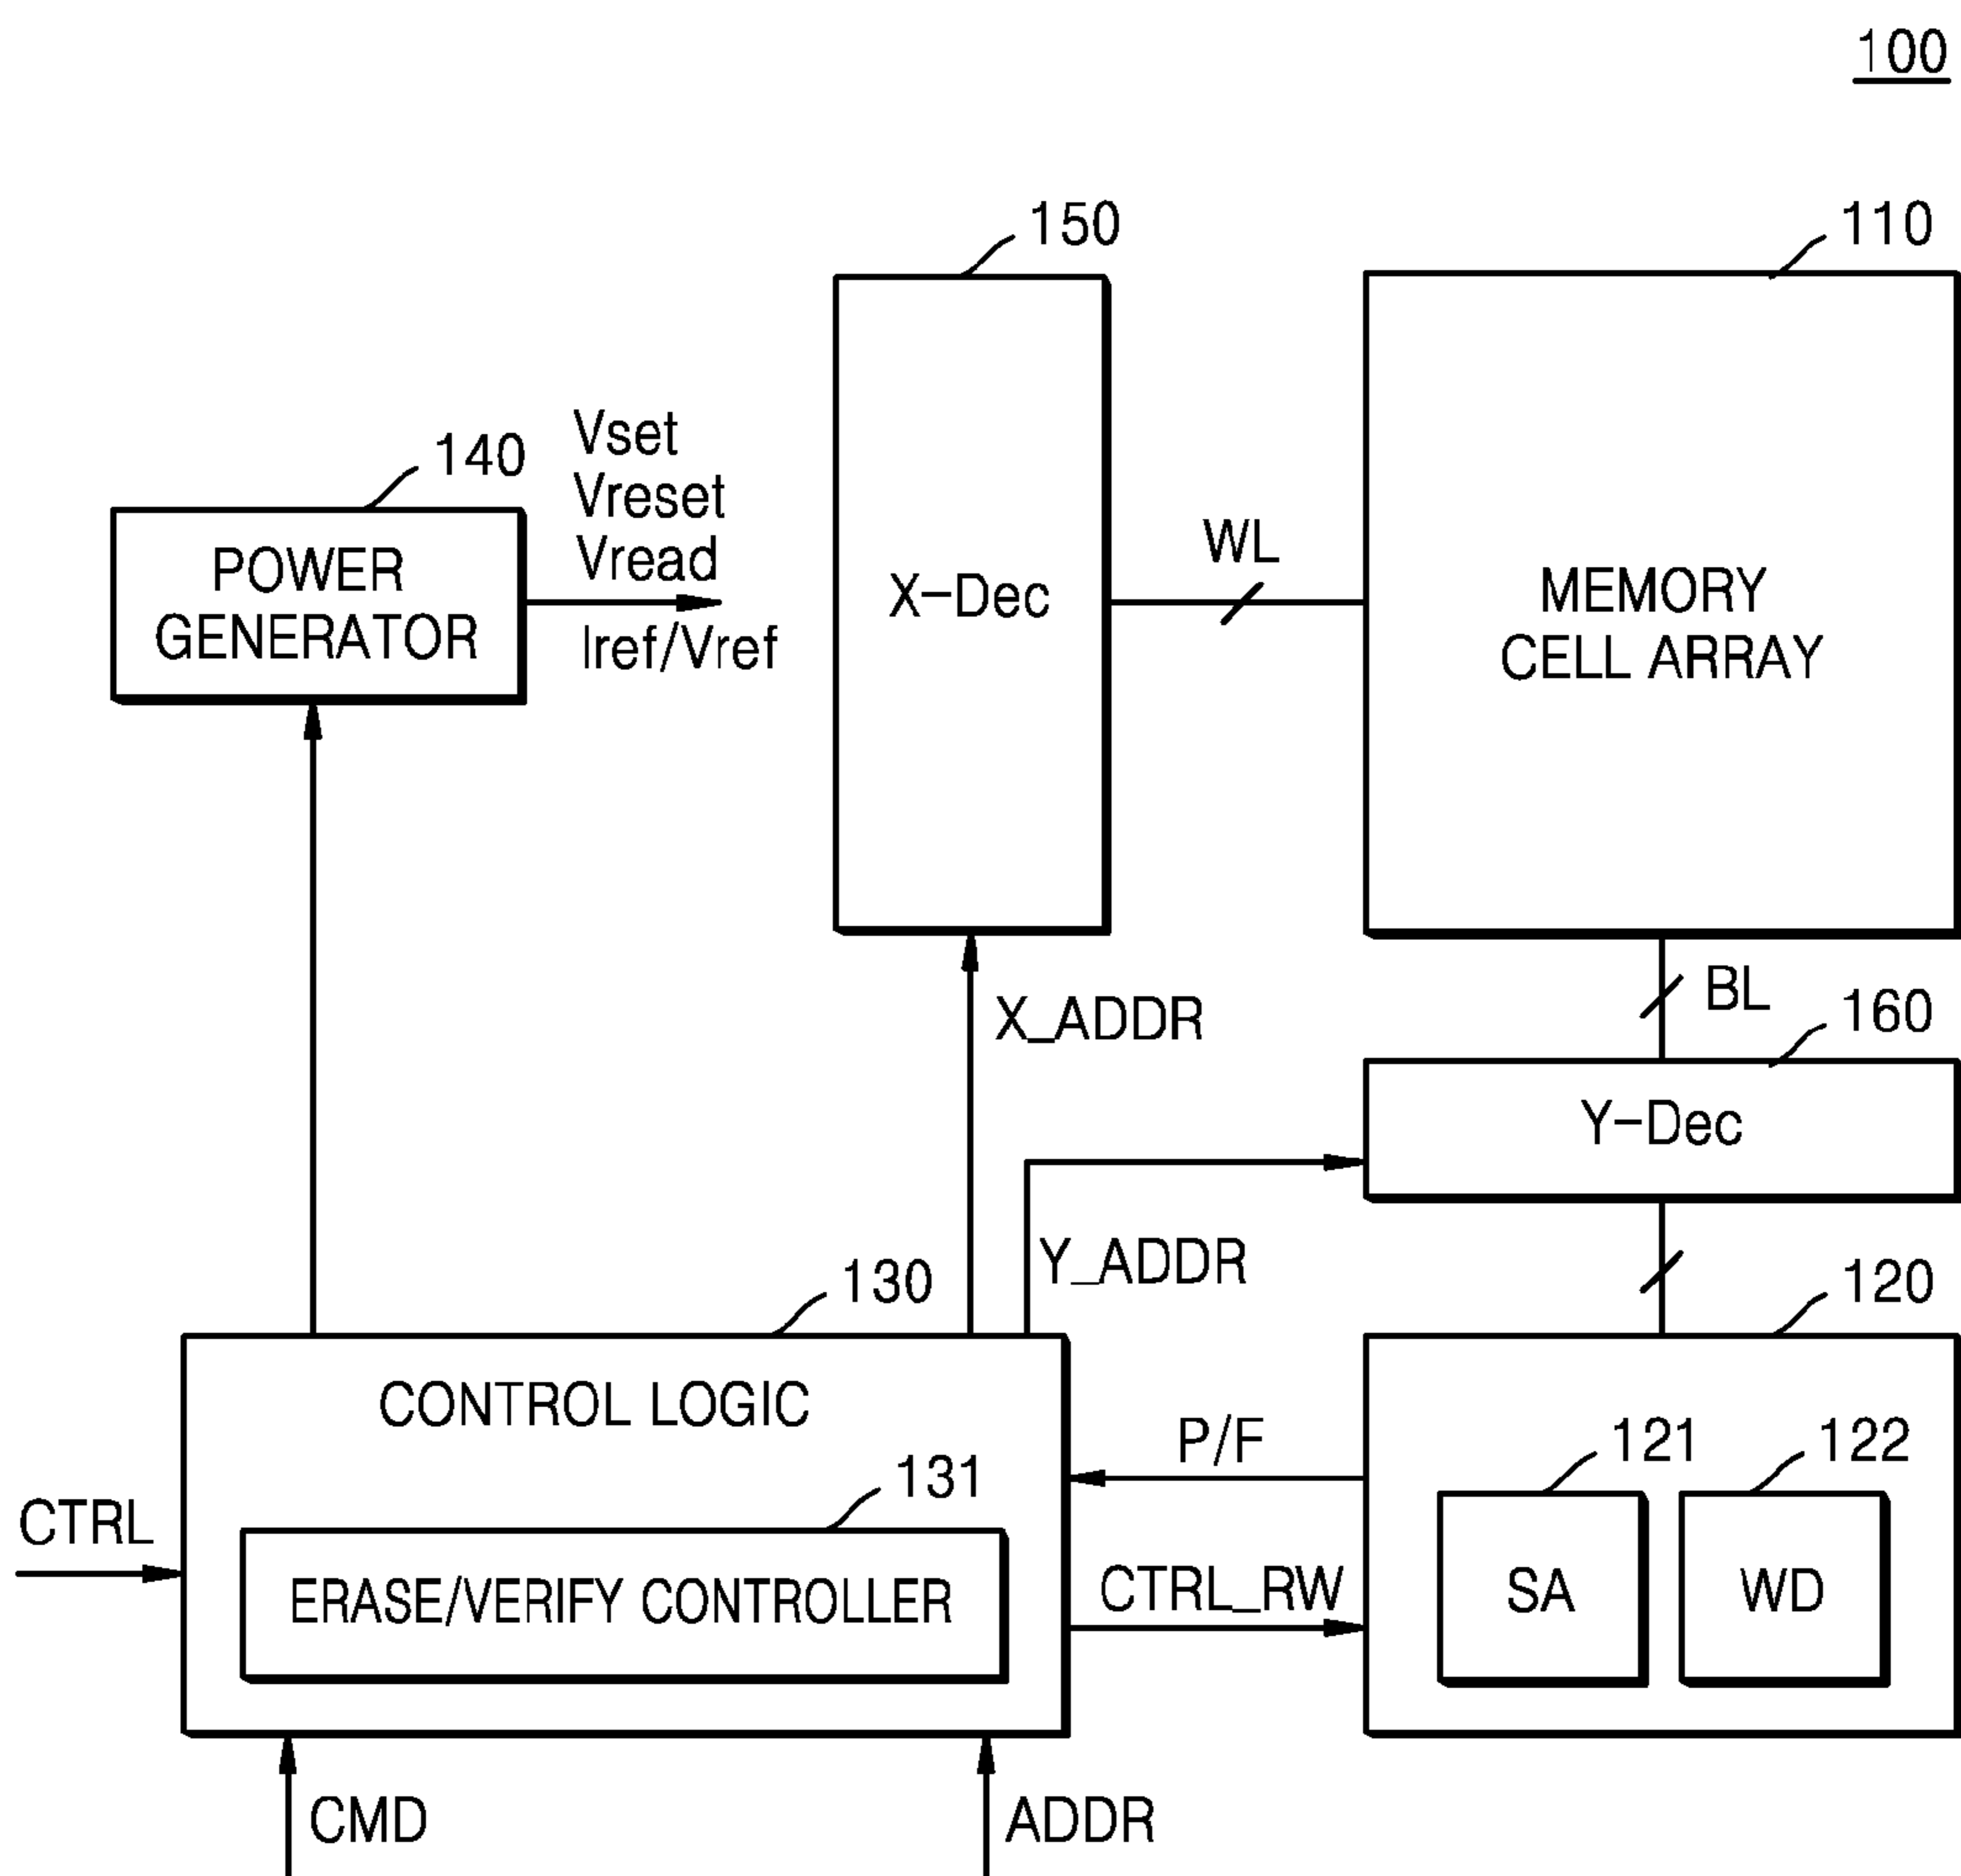 100
150
110
140
Vset
Vreset
Vread
Iref/Vref
POWER
GENERATOR
X-Dec
WL
MEMORY
CELL ARRAY
X_ADDR
BL
160
Y-Dec
Y_ADDR
130
120
CONTROL LOGIC
P/F
121
122
131
CTRL
ERASE/VERIFY CONTROLLER
CTRL_RW
SA
WD
CMD
ADDR